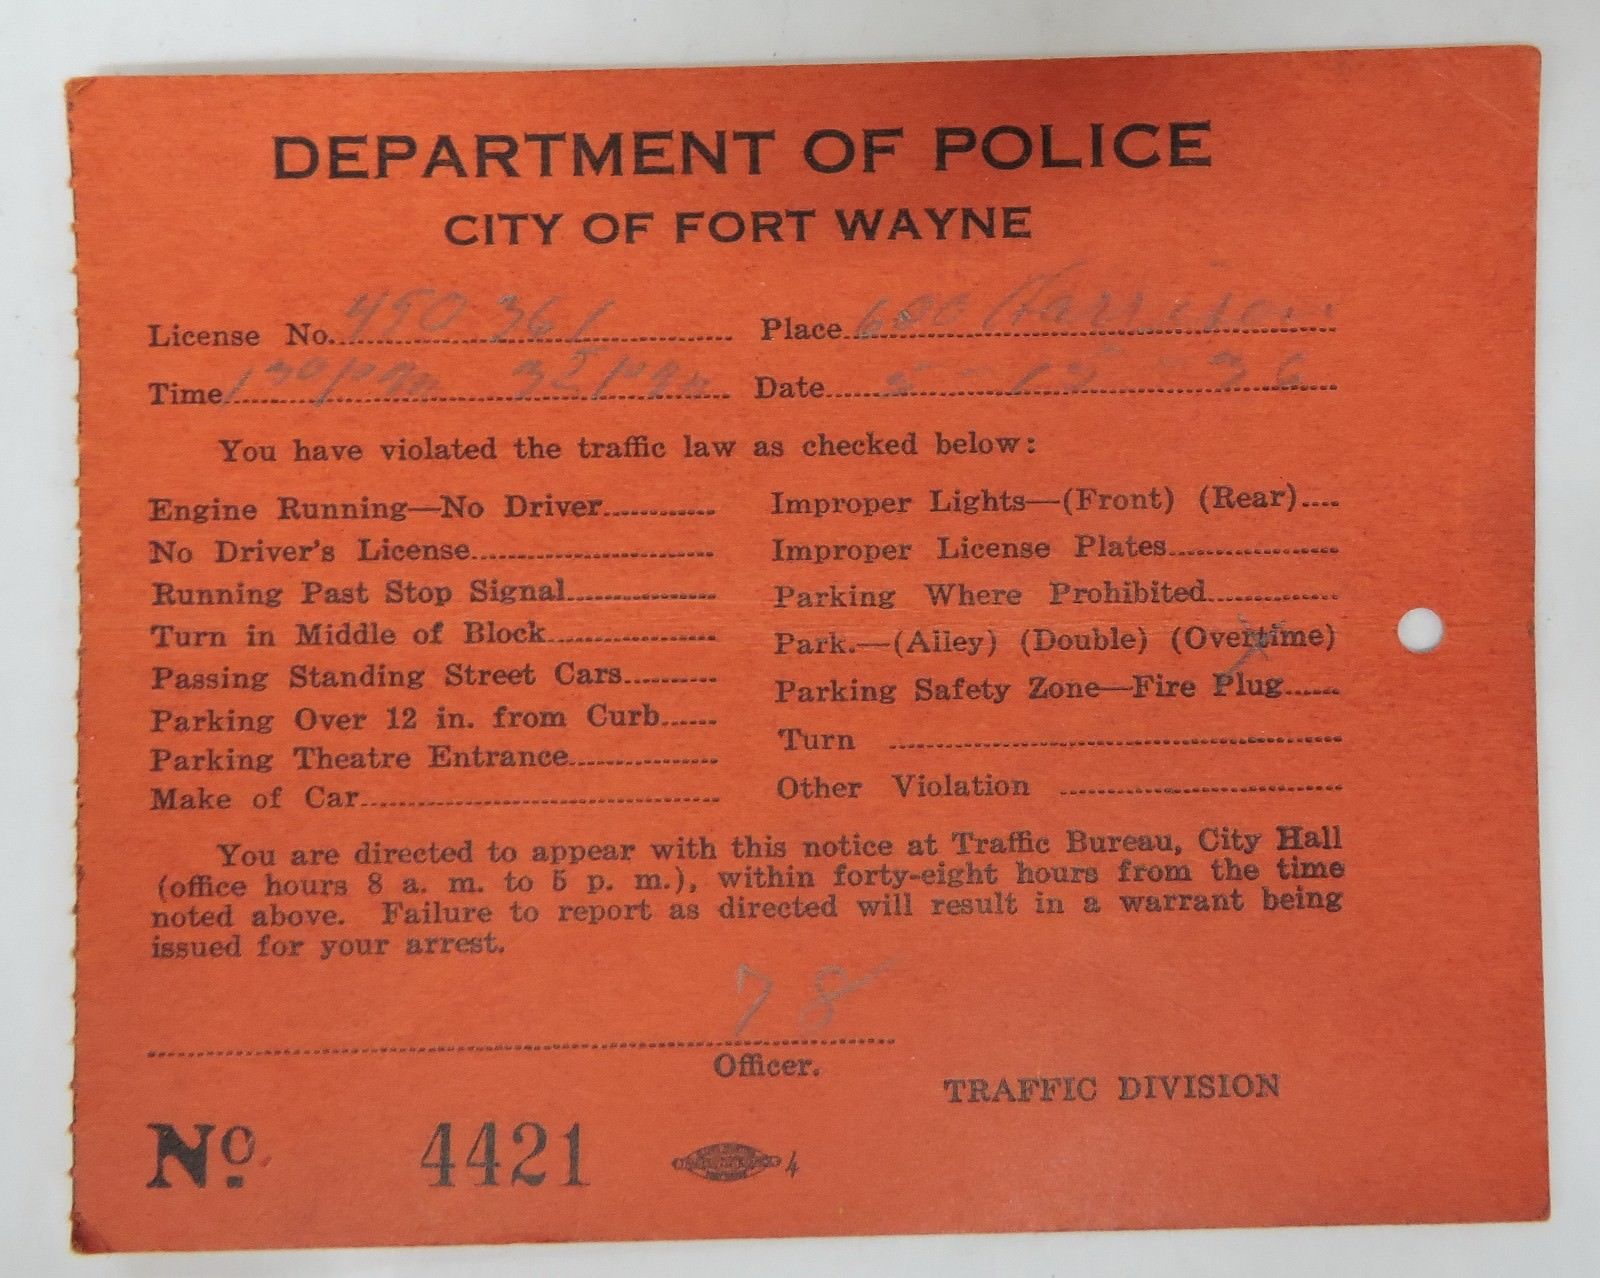 DEPARTMENT OF POLICE
CITY OF FORT WAYNE
License No. 450 361 Place 600 Harrison
Time 130 pm 325 pm Date 5-15-36
You have violated the traffic law as checked below:
Engine Running—No Driver
No Driver's License
Running Past Stop Signal
Turn in Middle of Block
Passing Standing Street Cars
Parking Over 12 in. from Curb
Parking Theatre Entrance
Make of Car
Improper Lights—(Front) (Rear)
Improper License Plates
Parking Where Prohibited
Park.—(Alley) (Double) (Overtime) X
Parking Safety Zone—Fire Plug
Turn
Other Violation
You are directed to appear with this notice at Traffic Bureau, City Hall
(office hours 8 a. m. to 5 p. m.), within forty-eight hours from the time
noted above. Failure to report as directed will result in a warrant being
issued for your arrest.
78
Officer.
TRAFFIC DIVISION
No. 4421
4